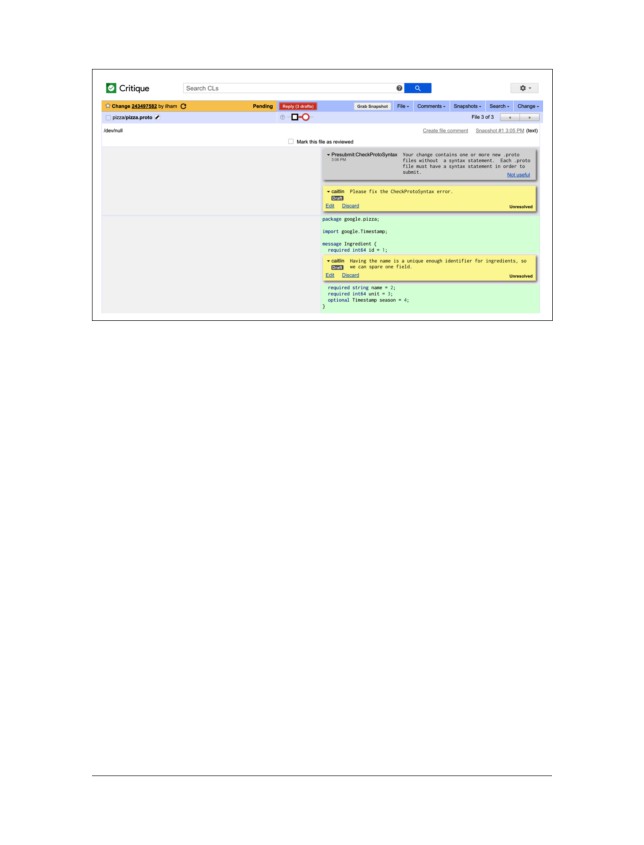 Critique
Search CLs
Change 243497562 by ilham
Pending
Grab Snapshot File Comments Snapshots Search Change
pizza/pizza.proto
File 3 of 3
/dev/null
Create file comment Snapshot #1 3:05 PM (text)
Mark this file as reviewed
Presubmit:CheckProtoSyntax Your change contains one or more new .proto
3:08 PM files without a syntax statement. Each .proto
file must have a syntax statement in order to
submit.
Not useful
caitlin Please fix the CheckProtoSyntax error.
Draft
Edit Discard Unresolved
package google.pizza;
import google.Timestamp;
message Ingredient {
required int64 id = 1;
caitlin Having the name is a unique enough identifier for ingredients, so
Draft we can spare one field.
Edit Discard Unresolved
required string name = 2;
required int64 unit = 3;
optional Timestamp season = 4;
}